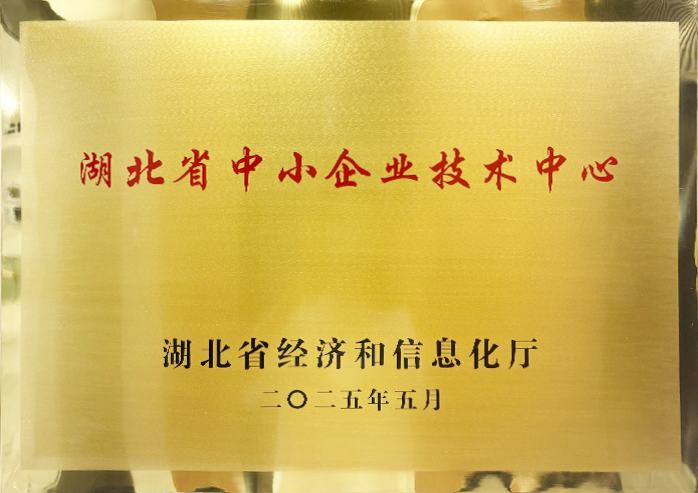 湖北省中小企业技术中心
湖北省经济和信息化厅
二〇二五年五月